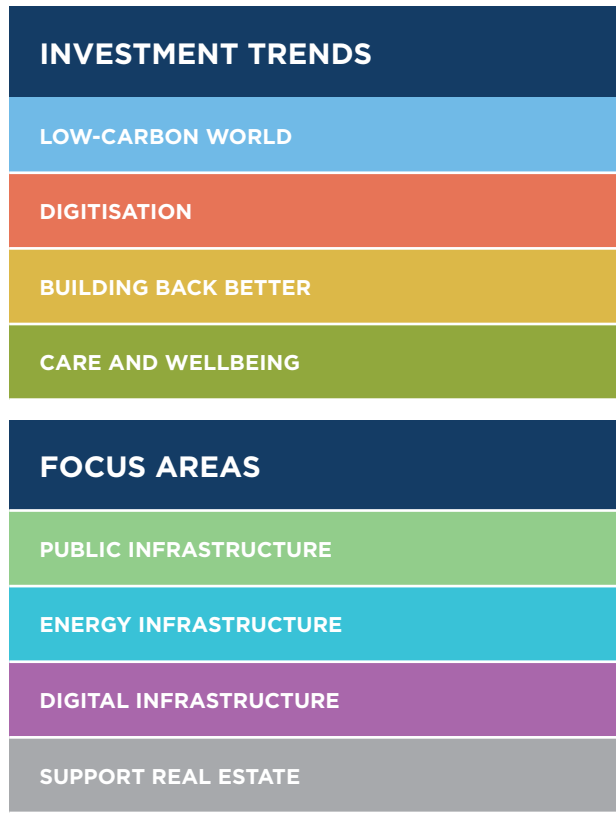 INVESTMENT TRENDS
LOW-CARBON WORLD
DIGITISATION
BUILDING BACK BETTER
CARE AND WELLBEING
FOCUS AREAS
PUBLIC INFRASTRUCTURE
ENERGY INFRASTRUCTURE
DIGITAL INFRASTRUCTURE
SUPPORT REAL ESTATE